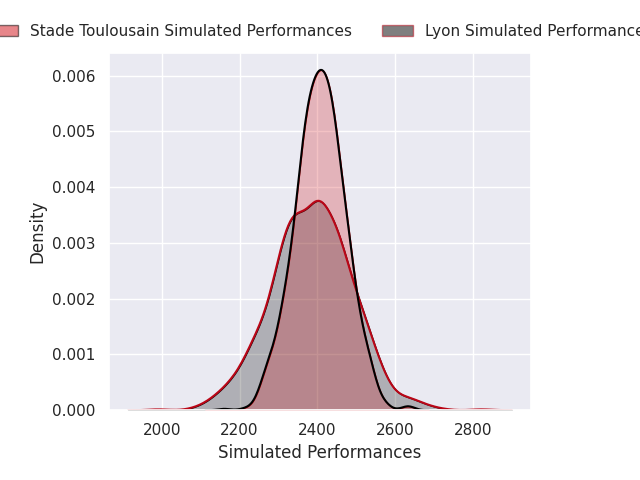 Stade Toulousain Simulated Performances
Lyon Simulated Performance
0.006
0.005
0.004
0.003
0.002
0.001
0.000
Density
2000 2200 2400 2600 2800
Simulated Performances